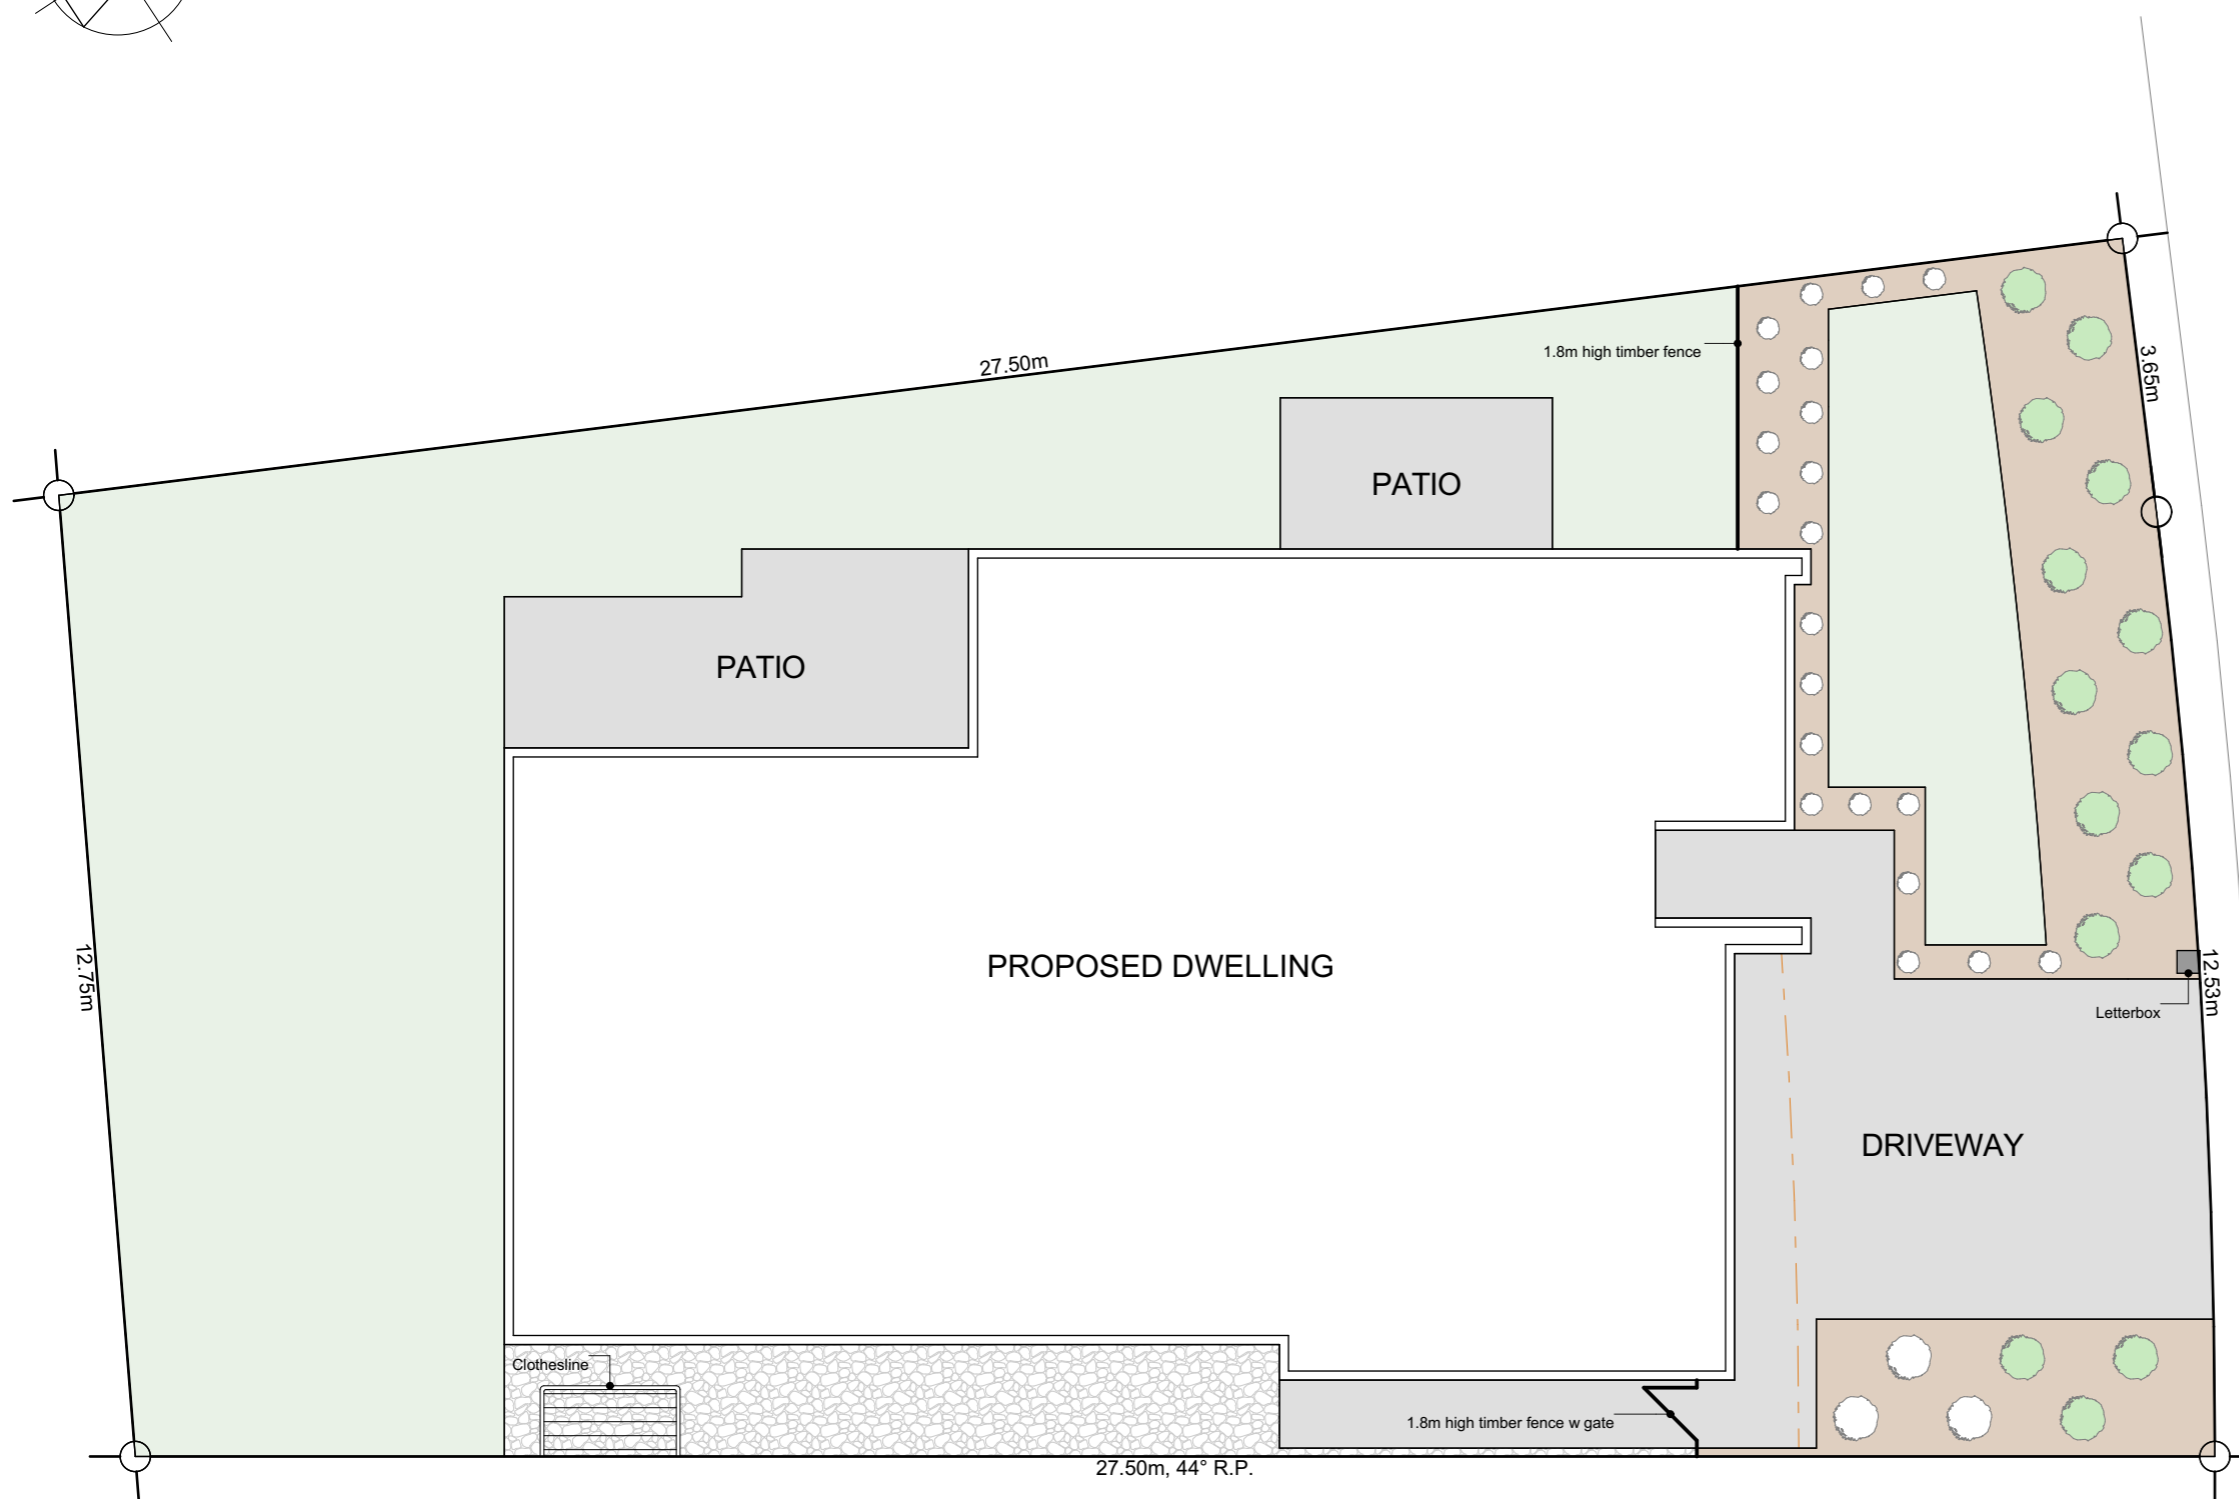 27.50m
1.8m high timber fence
3.65m
PATIO
PATIO
PROPOSED DWELLING
12.75m
12.53m
Letterbox
DRIVEWAY
Clothesline
1.8m high timber fence w gate
27.50m, 44° R.P.